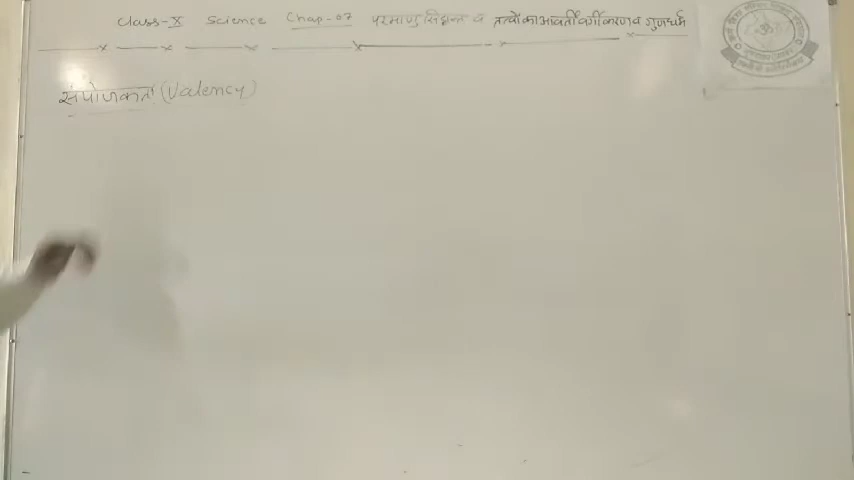 Class-X Science Chap-07 परमाणु सिद्धान्त व तत्वों का आवर्ती वर्गीकरण व गुणधर्म
संयोजकता (Valency)